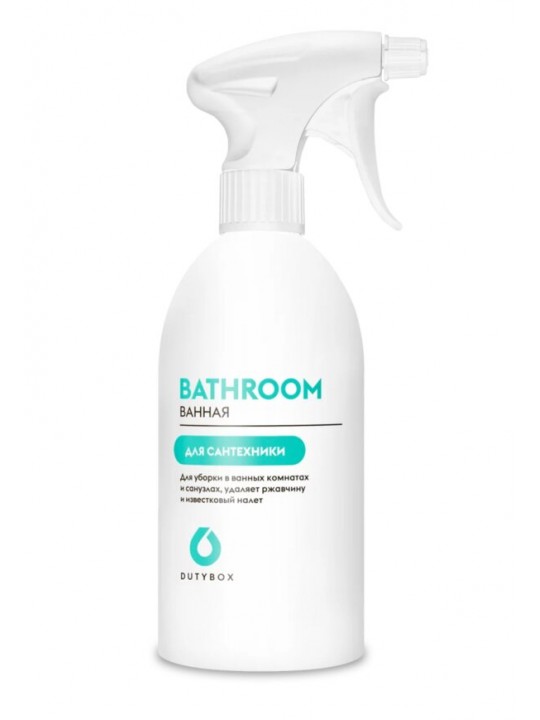 BATHROOM
ВАННАЯ
ДЛЯ САНТЕХНИКИ
Для уборки в ванных комнатах
и санузлах, удаляет ржавчину
и известковый налет
DUTYBOX